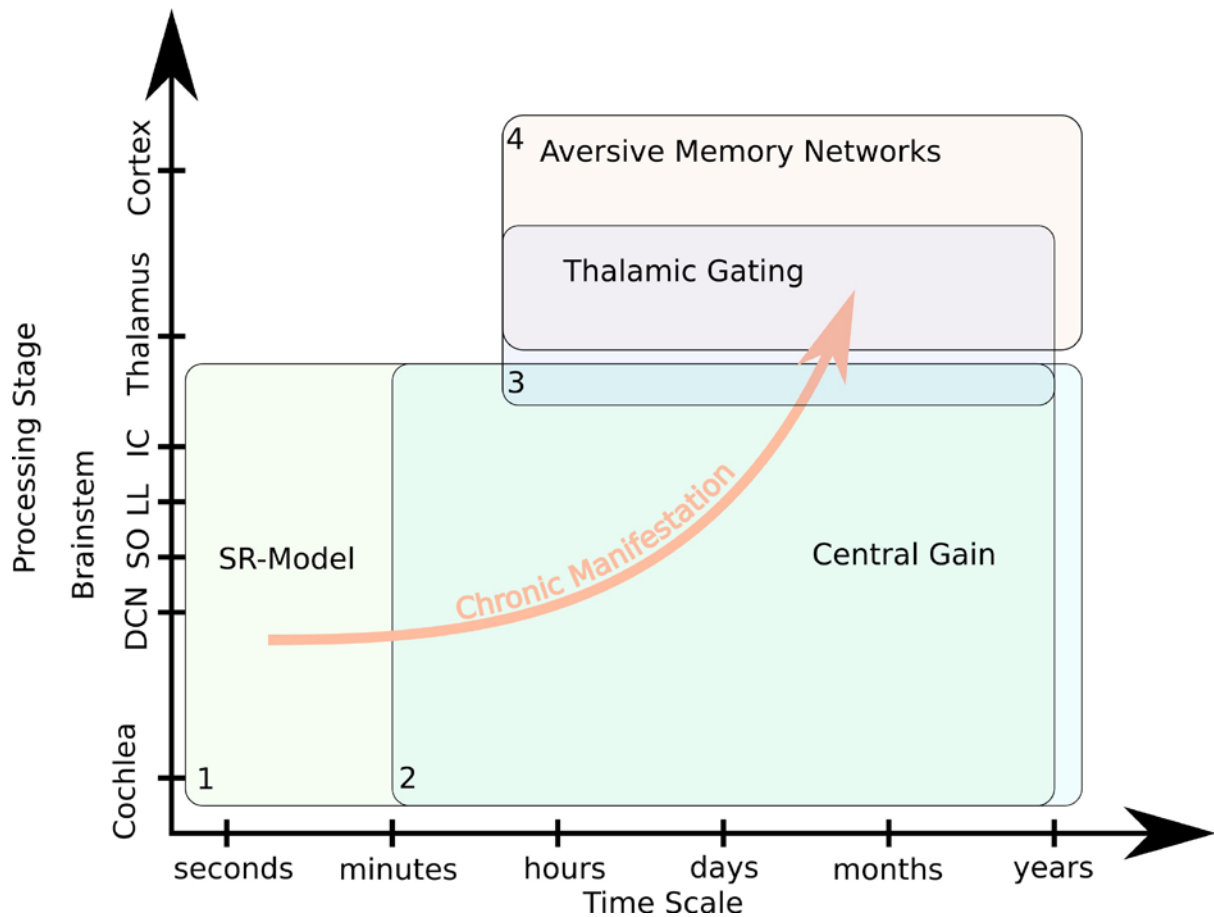 4
Aversive Memory Networks
Thalamic Gating
3
SR-Model
Chronic Manifestation
Central Gain
1
2
Processing Stage
Brainstem
Cortex
Thalamus
IC
LL
SO
DCN
Cochlea
seconds
minutes
hours
days
months
years
Time Scale